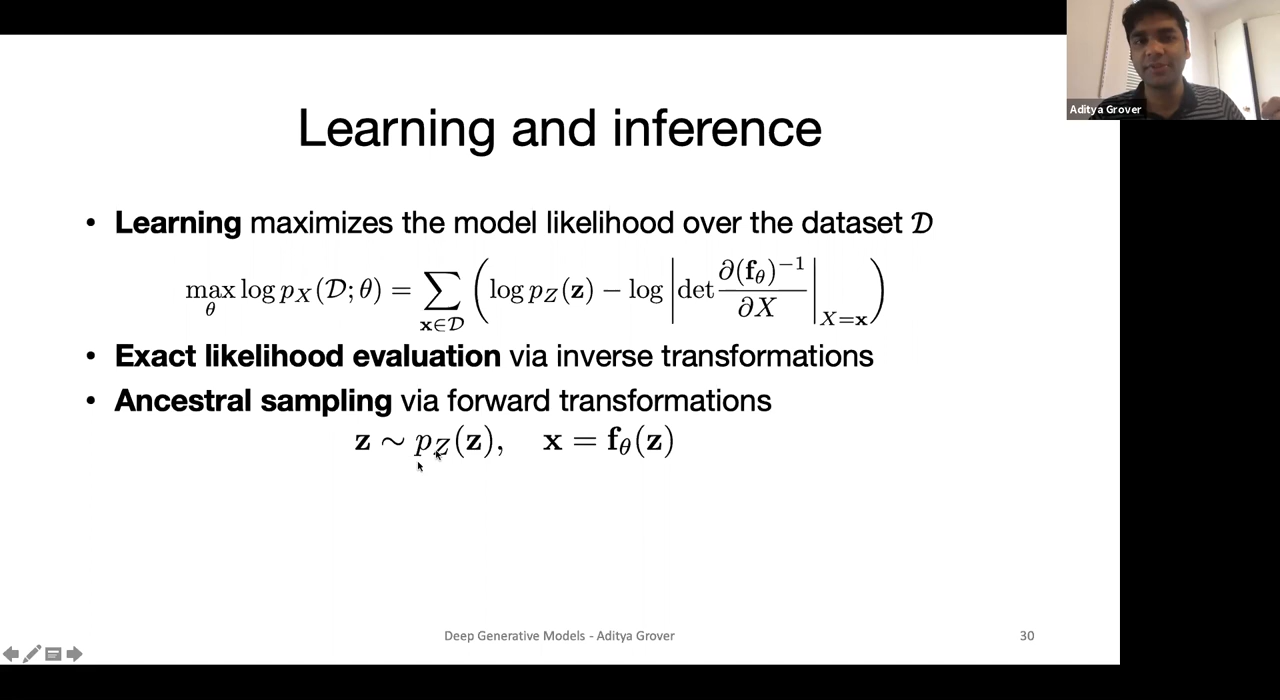 Aditya Grover
Learning and inference
• Learning maximizes the model likelihood over the dataset 𝒟
max_θ log p_X(𝒟; θ) = ∑_{x∈𝒟} ( log p_Z(z) − log | det ∂(f_θ)^{−1} / ∂X |_{X=x} )
• Exact likelihood evaluation via inverse transformations
• Ancestral sampling via forward transformations
z ∼ p_Z(z), x = f_θ(z)
Deep Generative Models - Aditya Grover
30